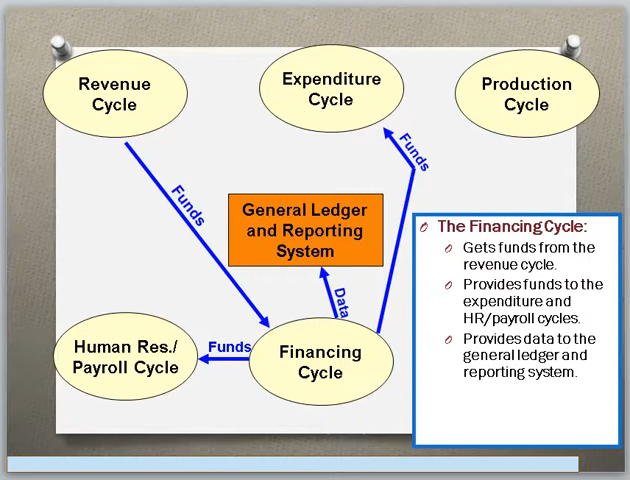 Revenue
Cycle
Expenditure
Cycle
Production
Cycle
Funds
Funds
General Ledger
and Reporting
System
Data
Human Res./
Payroll Cycle
Funds
Financing
Cycle
The Financing Cycle:
Gets funds from the
revenue cycle.
Provides funds to the
expenditure and
HR/payroll cycles.
Provides data to the
general ledger and
reporting system.